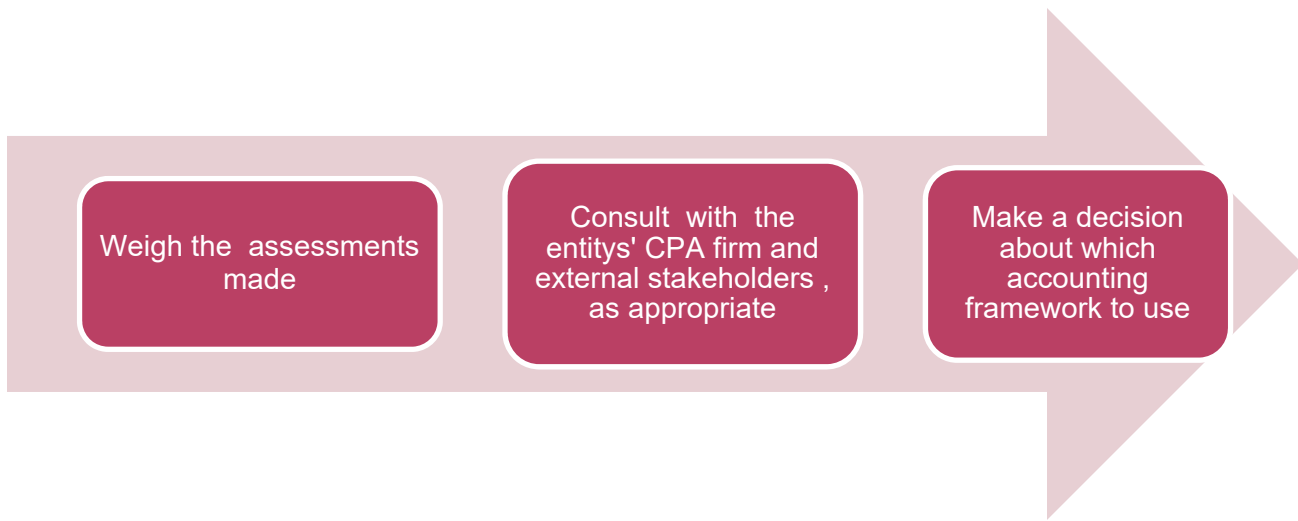 Weigh the  assessments
made
Consult  with  the
entitys' CPA firm and
external stakeholders ,
as appropriate
Make a decision
about which
accounting
framework to use